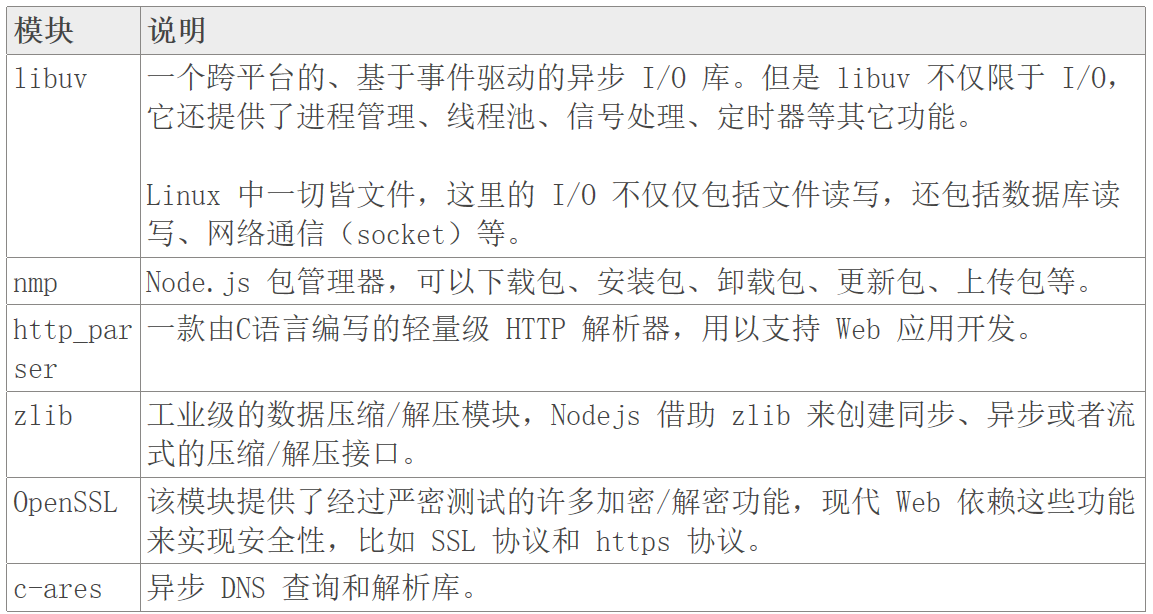 模块 说明
libuv 一个跨平台的、基于事件驱动的异步 I/O 库。但是 libuv 不仅限于 I/O，
它还提供了进程管理、线程池、信号处理、定时器等其它功能。
Linux 中一切皆文件，这里的 I/O 不仅仅包括文件读写，还包括数据库读
写、网络通信（socket）等。
nmp Node.js 包管理器，可以下载包、安装包、卸载包、更新包、上传包等。
http_par 一款由C语言编写的轻量级 HTTP 解析器，用以支持 Web 应用开发。
ser
zlib 工业级的数据压缩/解压模块，Nodejs 借助 zlib 来创建同步、异步或者流
式的压缩/解压接口。
OpenSSL 该模块提供了经过严密测试的许多加密/解密功能，现代 Web 依赖这些功能
来实现安全性，比如 SSL 协议和 https 协议。
c-ares 异步 DNS 查询和解析库。